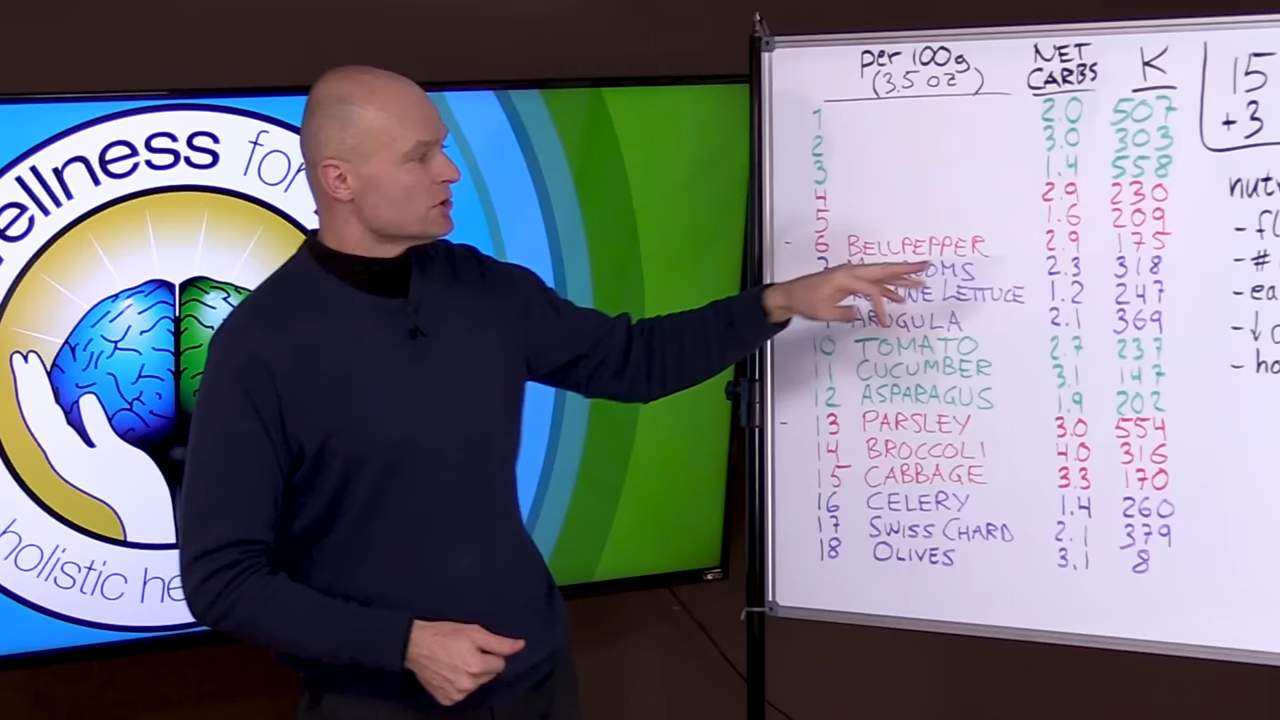 ellness for
holistic he
VIZIO
per 100g NET K
(3.5 oz) CARBS
1 2.0 507
2 3.0 303
3 1.4 558
4 2.9 230
5 1.6 209
- 6 BELLPEPPER 2.9 175
2.3 318
LETTUCE 1.2 247
ARUGULA 2.1 369
10 TOMATO 2.7 237
11 CUCUMBER 3.1 147
12 ASPARAGUS 1.9 202
- 13 PARSLEY 3.0 554
14 BROCCOLI 4.0 316
15 CABBAGE 3.3 170
16 CELERY 1.4 260
17 SWISS CHARD 2.1 379
18 OLIVES 3.1 8
15
+3
nut
- fl
- #
- ea
- ↓
- ho